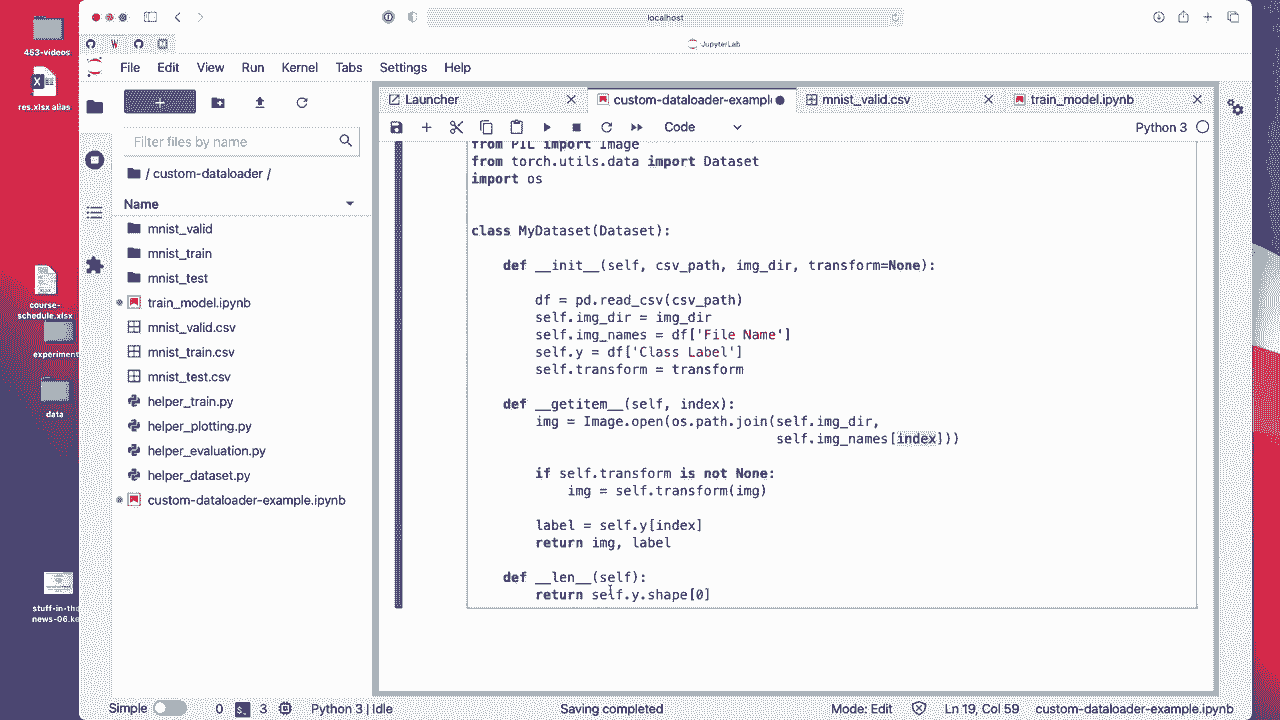 localhost
JupyterLab
453-videos
res.xlsx alias
course-
schedule.xlsx
experiment
data
stuff-in-the
news-06.ke
File Edit View Run Kernel Tabs Settings Help
Filter files by name
/ custom-dataloader /
Name
mnist_valid
mnist_train
mnist_test
train_model.ipynb
mnist_valid.csv
mnist_train.csv
mnist_test.csv
helper_train.py
helper_plotting.py
helper_evaluation.py
helper_dataset.py
custom-dataloader-example.ipynb
Launcher custom-dataloader-example mnist_valid.csv train_model.ipynb
Code Python 3
from PIL import Image
from torch.utils.data import Dataset
import os
class MyDataset(Dataset):
def __init__(self, csv_path, img_dir, transform=None):
df = pd.read_csv(csv_path)
self.img_dir = img_dir
self.img_names = df['File Name']
self.y = df['Class Label']
self.transform = transform
def __getitem__(self, index):
img = Image.open(os.path.join(self.img_dir,
self.img_names[index]))
if self.transform is not None:
img = self.transform(img)
label = self.y[index]
return img, label
def __len__(self):
return self.y.shape[0]
Simple 0 3 Python 3 | Idle Saving completed Mode: Edit Ln 19, Col 59 custom-dataloader-example.ipynb